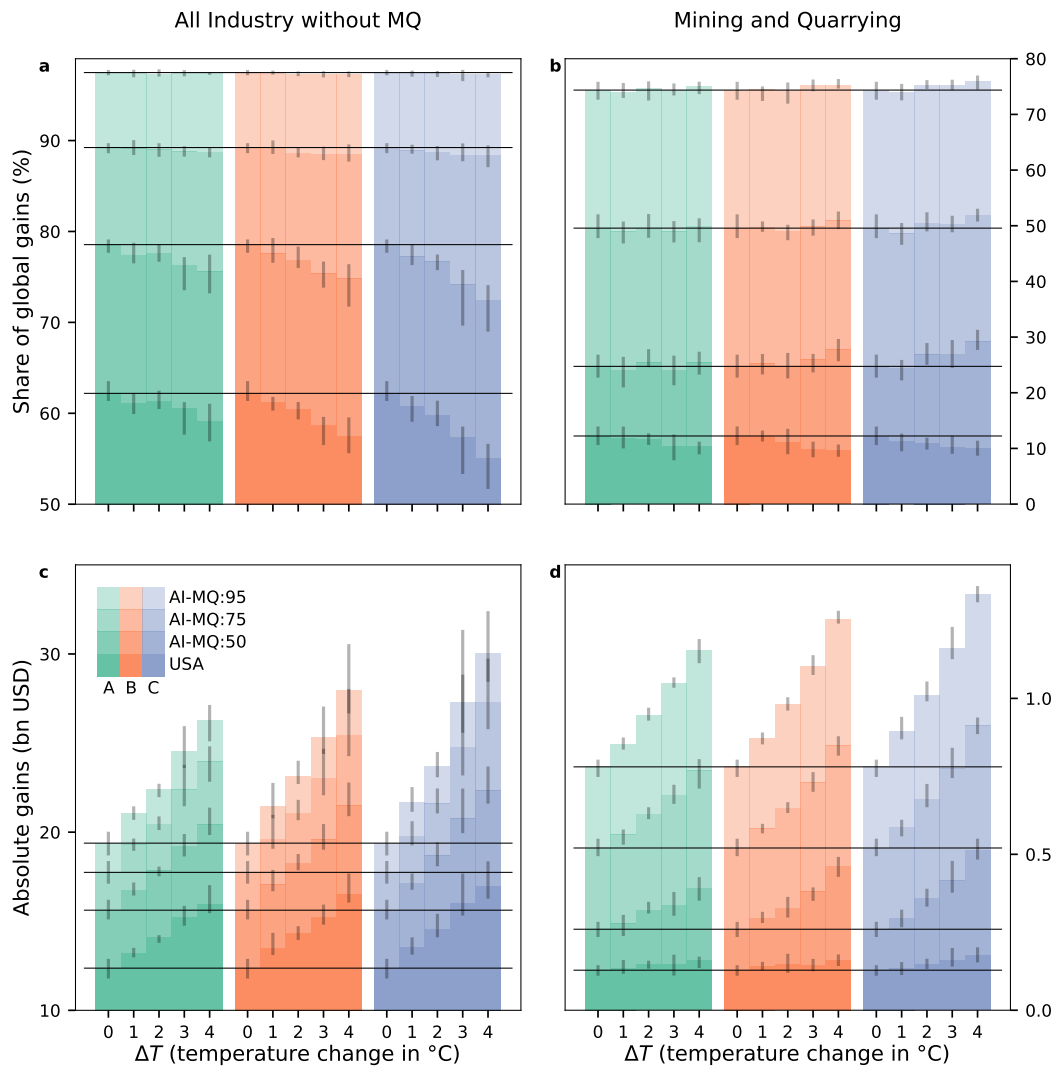 All Industry without MQ
Mining and Quarrying
a
b
Share of global gains (%)
90
80
70
60
50
80
70
60
50
40
30
20
10
0
c
d
AI-MQ:95
AI-MQ:75
AI-MQ:50
USA
A B C
Absolute gains (bn USD)
30
20
10
1.0
0.5
0.0
0 1 2 3 4 0 1 2 3 4 0 1 2 3 4
0 1 2 3 4 0 1 2 3 4 0 1 2 3 4
ΔT (temperature change in °C)
ΔT (temperature change in °C)